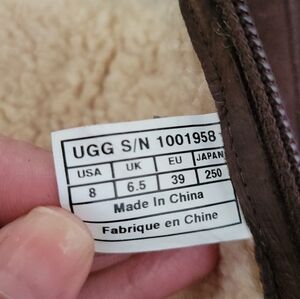 UGG S/N 1001958
USA UK EU JAPAN
8 6.5 39 250
Made In China
Fabrique en Chine